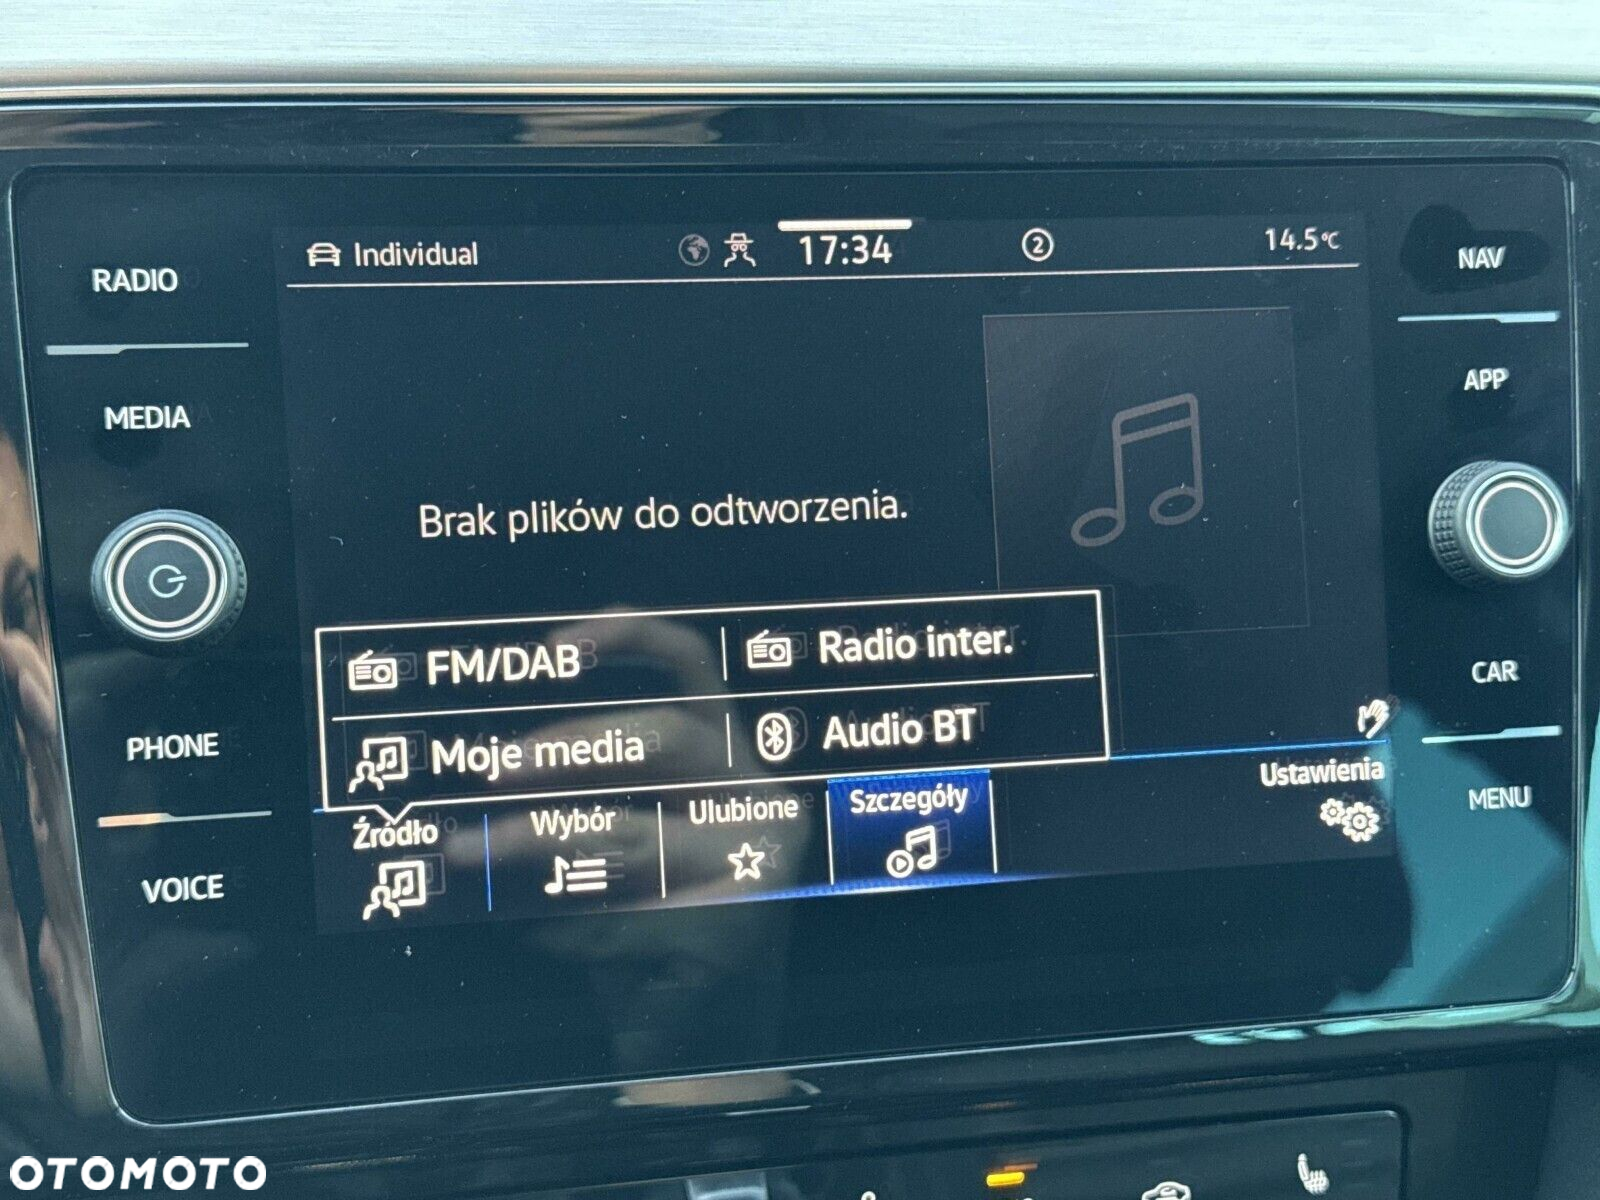 Individual 17:34 2 14.5°C
RADIO
NAV
MEDIA
APP
Brak plików do odtworzenia.
FM/DAB Radio inter.
Moje media Audio BT
PHONE
CAR
VOICE
MENU
Źródło Wybór Ulubione Szczegóły Ustawienia
OTOMOTO